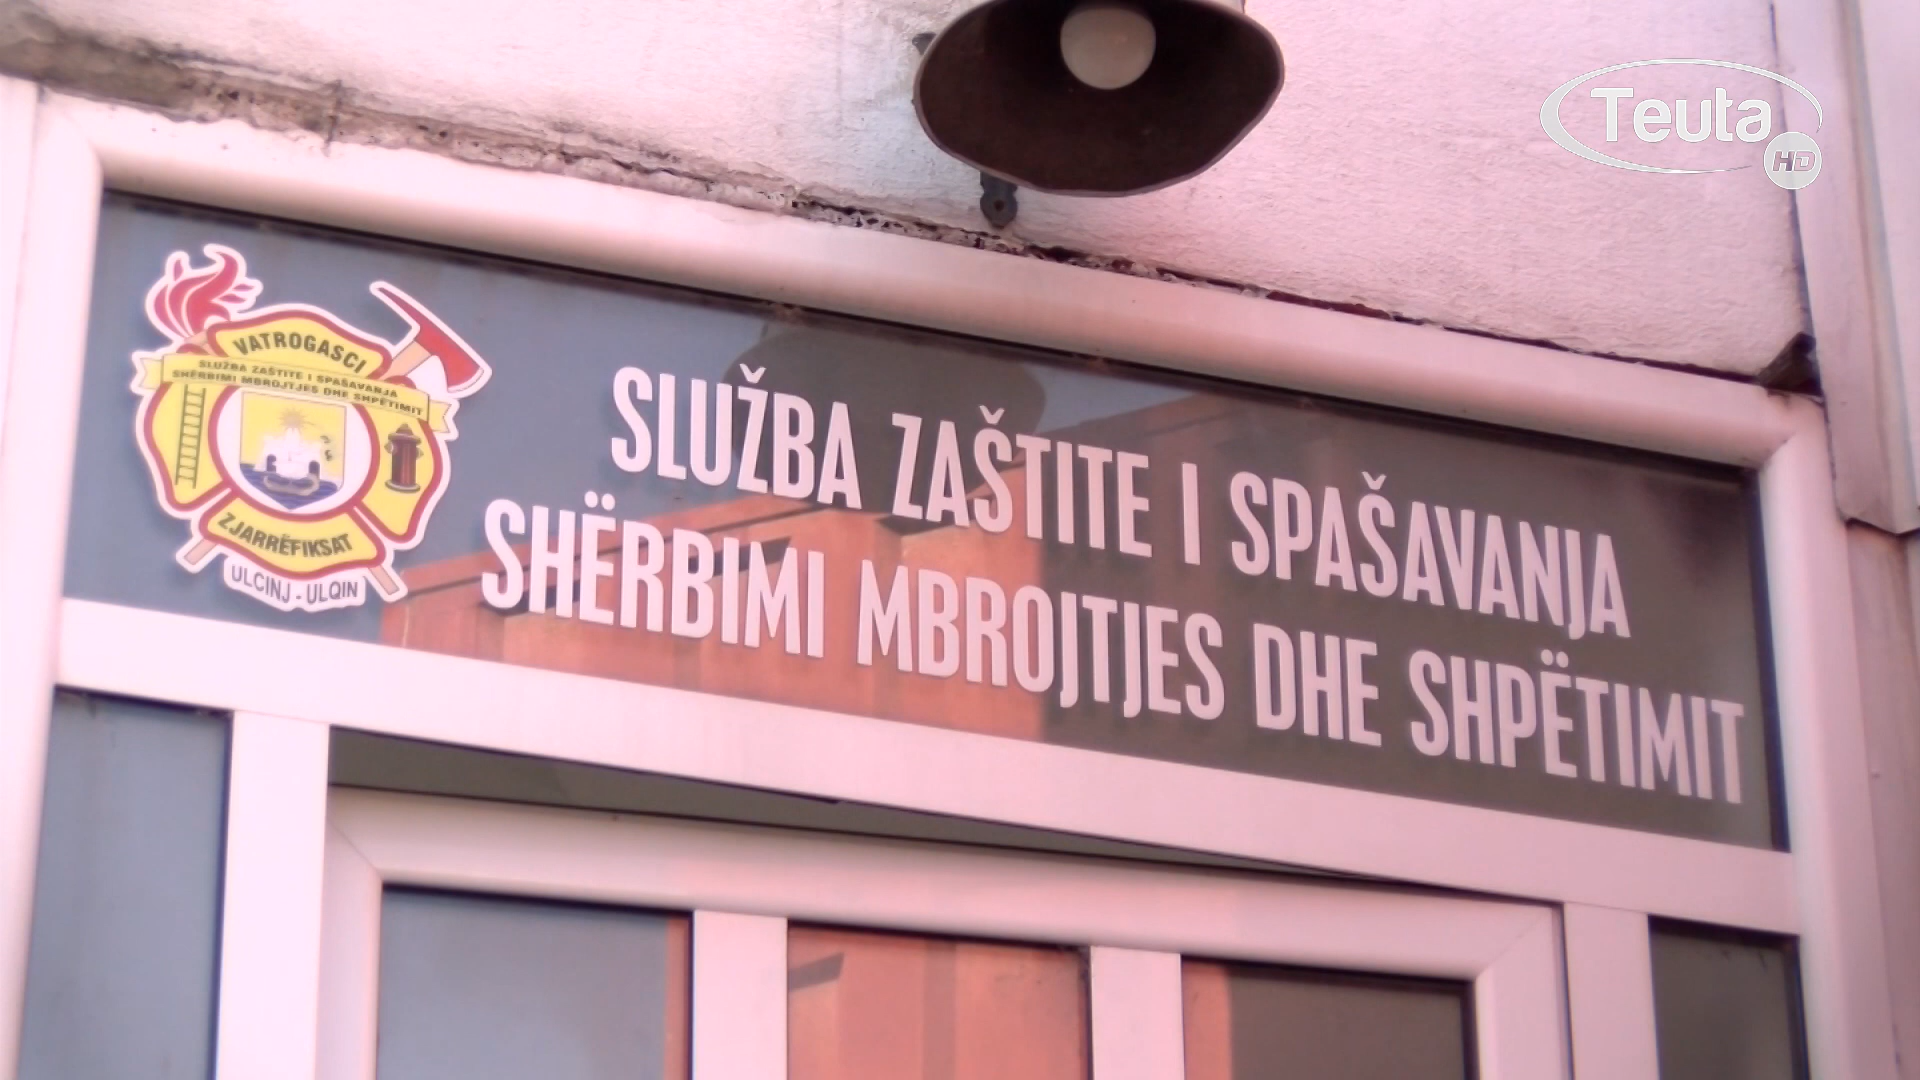 Teuta
HD
VATROGASCI
SLUŽBA ZAŠTITE I SPAŠAVANJA
SHËRBIMI MBROJTJES DHE SHPËTIMIT
ZJARRËFIKSAT
ULCINJ - ULQIN
SLUŽBA ZAŠTITE I SPAŠAVANJA
SHËRBIMI MBROJTJES DHE SHPËTIMIT